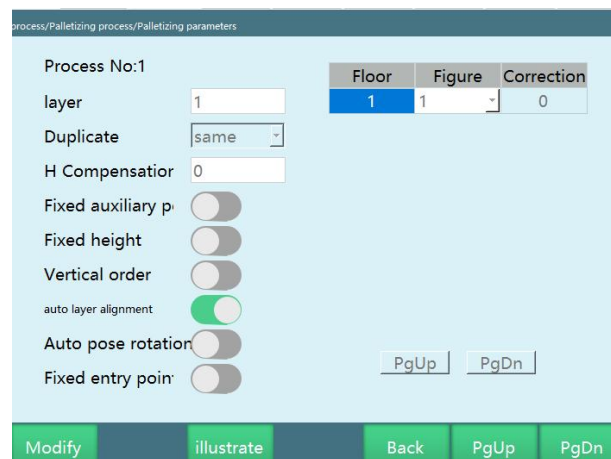 process/Palletizing process/Palletizing parameters
Process No:1
layer 1
Duplicate same
H Compensation 0
Fixed auxiliary p
Fixed height
Vertical order
auto layer alignment
Auto pose rotation
Fixed entry poin
Floor Figure Correction
1 1 0
PgUp PgDn
Modify illustrate Back PgUp PgDn